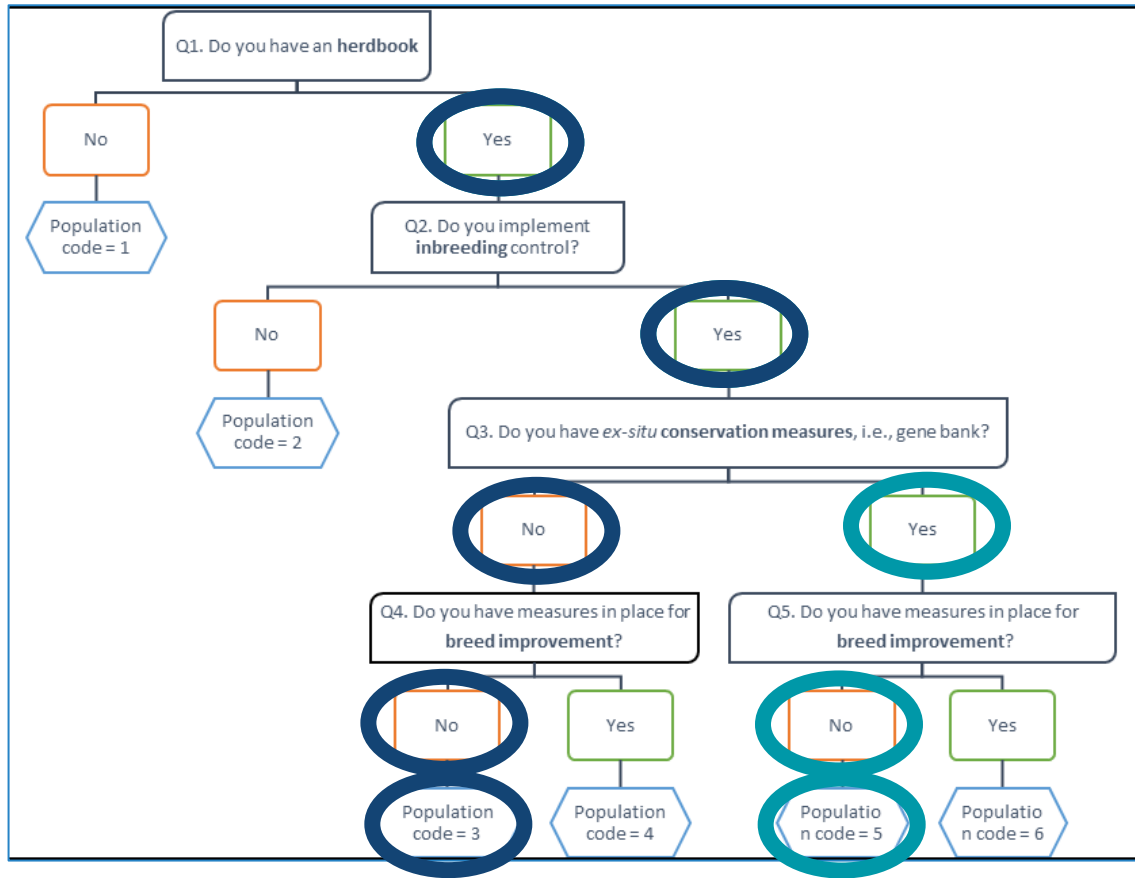 Q1. Do you have an herdbook
No
Yes
Population
code = 1
Q2. Do you implement
inbreeding control?
No
Yes
Population
code = 2
Q3. Do you have ex-situ conservation measures, i.e., gene bank?
No
Yes
Q4. Do you have measures in place for
breed improvement?
Q5. Do you have measures in place for
breed improvement?
No
Yes
No
Yes
Population
code = 3
Population
code = 4
Populatio
n code = 5
Populatio
n code = 6